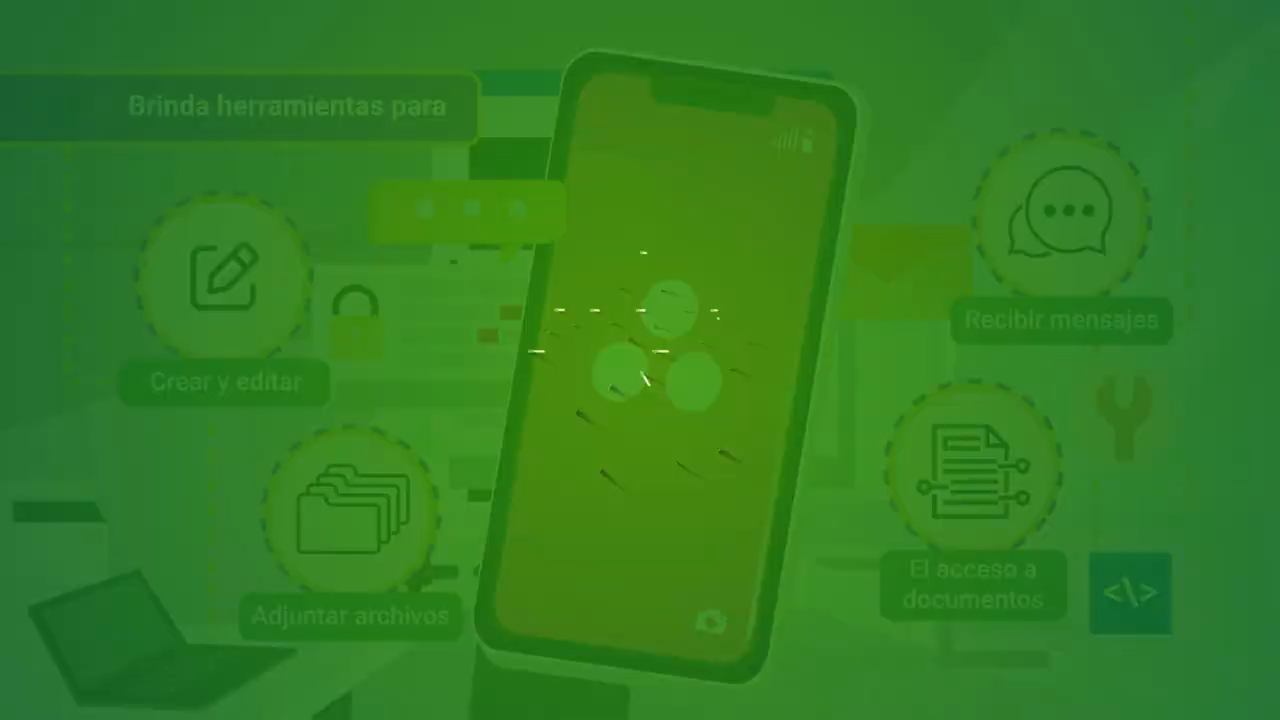 Brinda herramientas para
Crear y editar
Adjuntar archivos
Recibir mensajes
El acceso a
documentos
</>